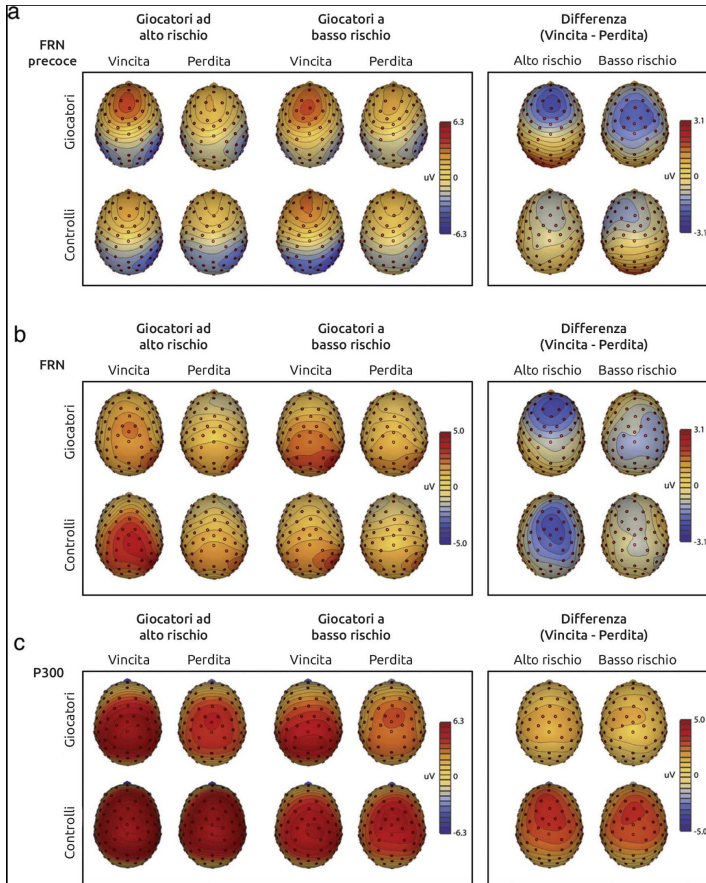 a
Giocatori ad
alto rischio
Giocatori a
basso rischio
Differenza
(Vincita - Perdita)
FRN
precoce
Vincita
Perdita
Vincita
Perdita
Alto rischio
Basso rischio
Giocatori
Controlli
6.3
uV
0
-6.3
3.1
uV
0
-3.1
b
Giocatori ad
alto rischio
Giocatori a
basso rischio
Differenza
(Vincita - Perdita)
FRN
Vincita
Perdita
Vincita
Perdita
Alto rischio
Basso rischio
Giocatori
Controlli
5.0
uV
0
-5.0
3.1
uV
0
-3.1
Giocatori ad
alto rischio
Giocatori a
basso rischio
Differenza
(Vincita - Perdita)
c
P300
Vincita
Perdita
Vincita
Perdita
Alto rischio
Basso rischio
Giocatori
Controlli
6.3
uV
0
-6.3
5.0
uV
0
-5.0